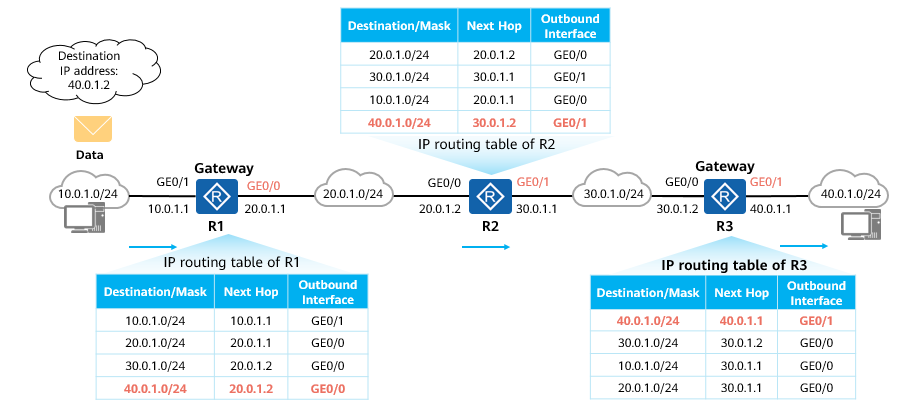 Destination/Mask Next Hop Outbound Interface
20.0.1.0/24 20.0.1.2 GE0/0
30.0.1.0/24 30.0.1.1 GE0/1
10.0.1.0/24 20.0.1.1 GE0/0
40.0.1.0/24 30.0.1.2 GE0/1
IP routing table of R2
Destination
IP address:
40.0.1.2
Data
Gateway
Gateway
10.0.1.0/24
GE0/1
GE0/0
20.0.1.0/24
GE0/0
GE0/1
30.0.1.0/24
GE0/0
GE0/1
40.0.1.0/24
10.0.1.1
20.0.1.1
20.0.1.2
30.0.1.1
30.0.1.2
40.0.1.1
R1
R2
R3
IP routing table of R1
Destination/Mask Next Hop Outbound Interface
10.0.1.0/24 10.0.1.1 GE0/1
20.0.1.0/24 20.0.1.1 GE0/0
30.0.1.0/24 20.0.1.2 GE0/0
40.0.1.0/24 20.0.1.2 GE0/0
IP routing table of R3
Destination/Mask Next Hop Outbound Interface
40.0.1.0/24 40.0.1.1 GE0/1
30.0.1.0/24 30.0.1.2 GE0/0
10.0.1.0/24 30.0.1.1 GE0/0
20.0.1.0/24 30.0.1.1 GE0/0